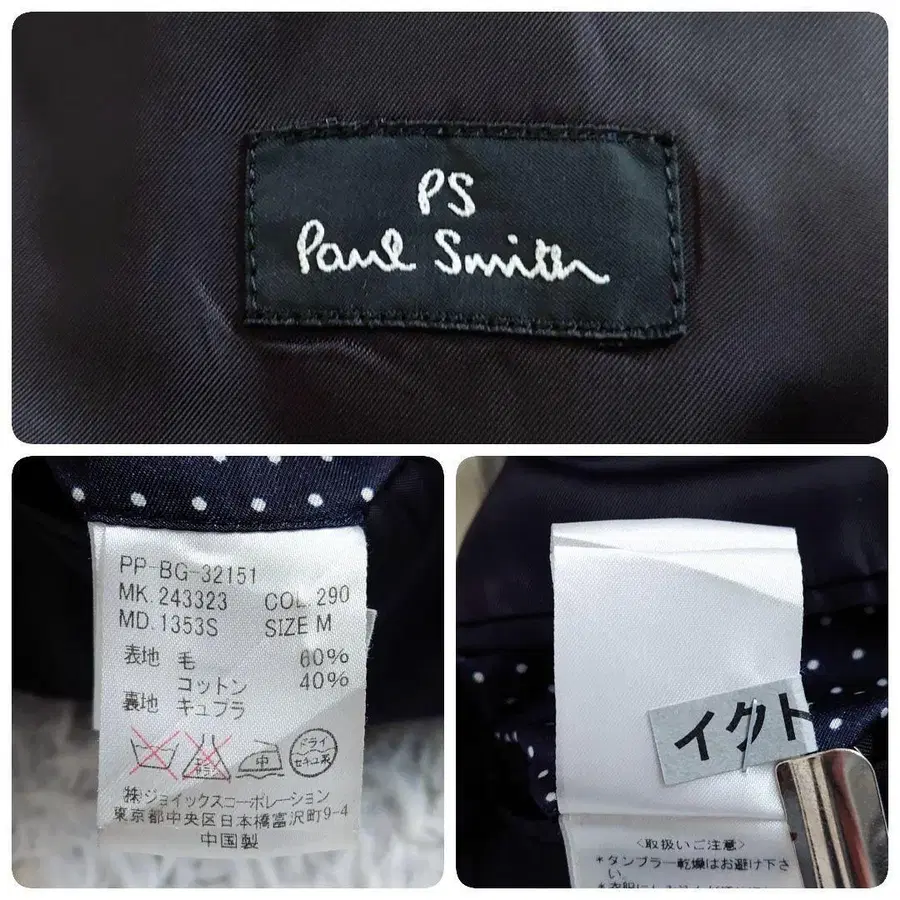 PS
Paul Smith
PP-BG-32151
MK.243323 COL.290
MD.1353S SIZE M
表地 毛 60%
コットン 40%
裏地 キュプラ
中 ドライ
セキユ系
㈱ジョイックスコーポレーション
東京都中央区日本橋富沢町9-4
中国製
イクト
<取扱いご注意>
*タンブラー乾燥はお避け下さ
い。